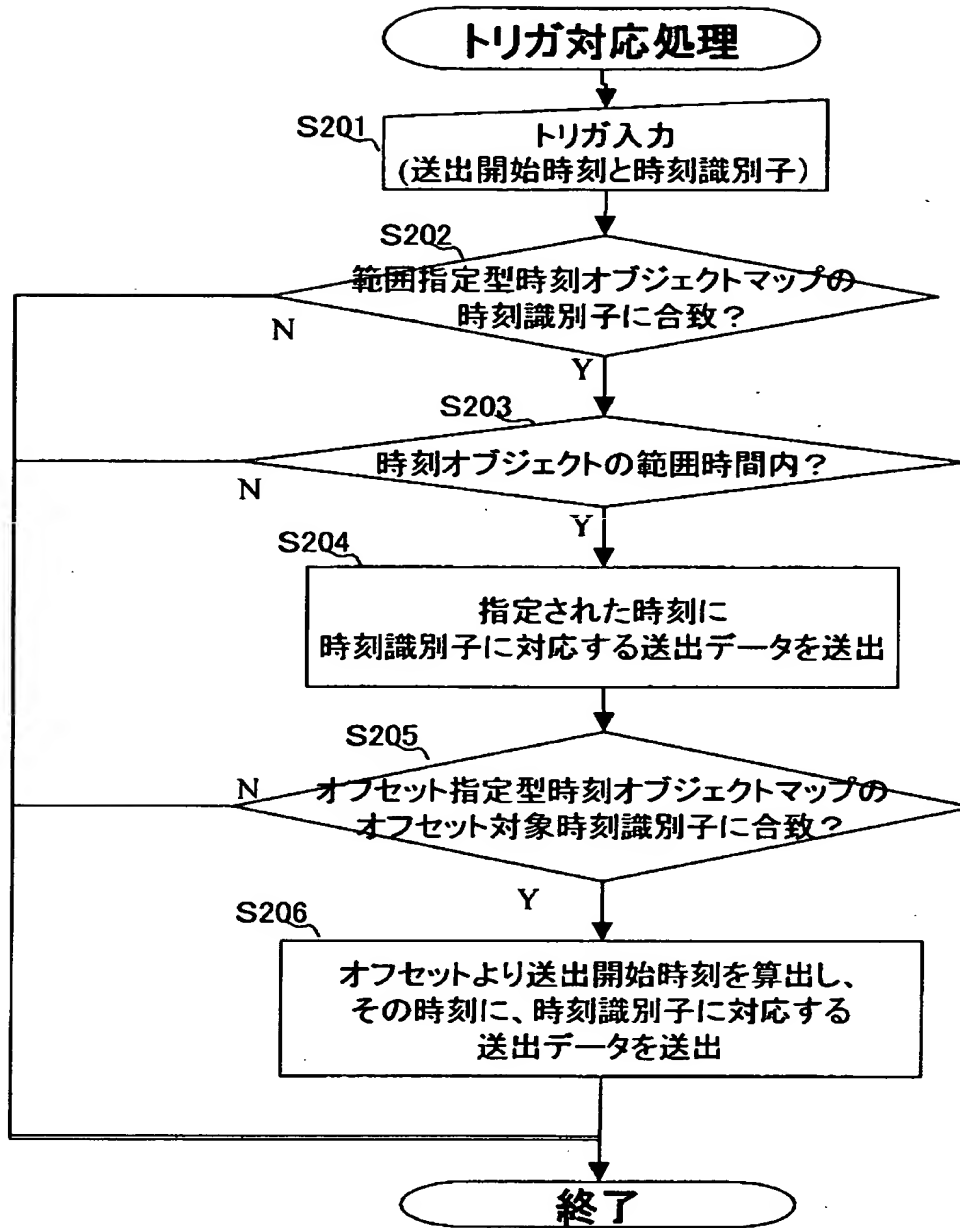 トリガ対応処理
S201
トリガ入力
(送出開始時刻と時刻識別子)
S202
範囲指定型時刻オブジェクトマップの
時刻識別子に合致？
N
Y
S203
時刻オブジェクトの範囲時間内？
N
Y
S204
指定された時刻に
時刻識別子に対応する送出データを送出
S205
オフセット指定型時刻オブジェクトマップの
オフセット対象時刻識別子に合致？
N
Y
S206
オフセットより送出開始時刻を算出し、
その時刻に、時刻識別子に対応する
送出データを送出
終了